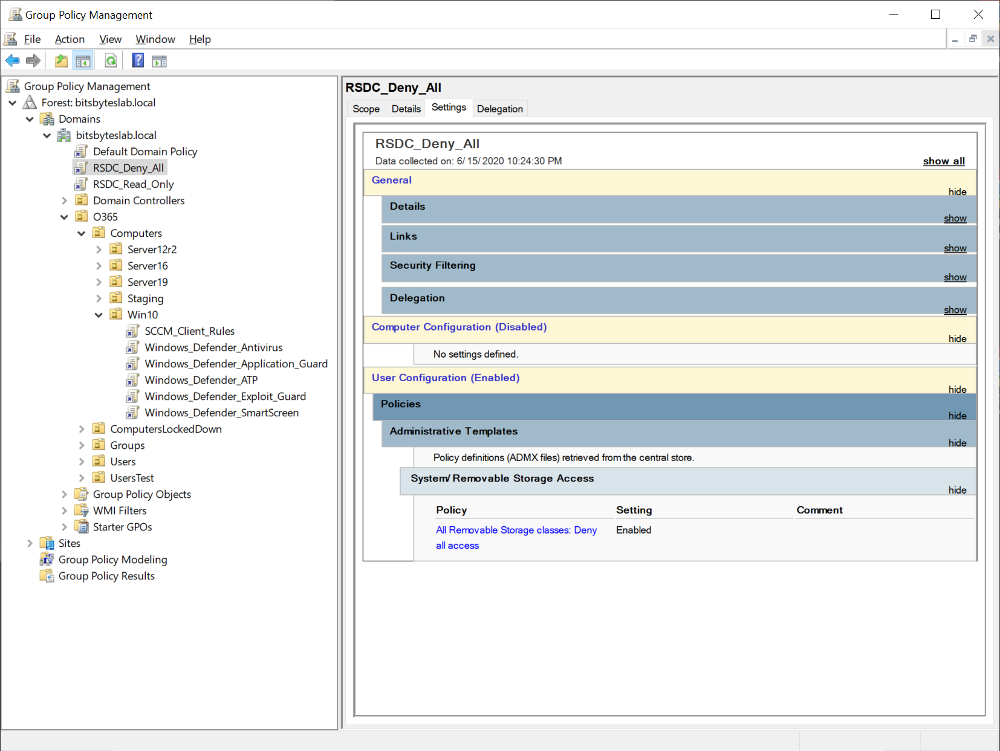 Group Policy Management
File Action View Window Help
Group Policy Management
Forest: bitsbyteslab.local
Domains
bitsbyteslab.local
Default Domain Policy
RSDC_Deny_All
RSDC_Read_Only
Domain Controllers
O365
Computers
Server12r2
Server16
Server19
Staging
Win10
SCCM_Client_Rules
Windows_Defender_Antivirus
Windows_Defender_Application_Guard
Windows_Defender_ATP
Windows_Defender_Exploit_Guard
Windows_Defender_SmartScreen
ComputersLockedDown
Groups
Users
UsersTest
Group Policy Objects
WMI Filters
Starter GPOs
Sites
Group Policy Modeling
Group Policy Results
RSDC_Deny_All
Scope Details Settings Delegation
RSDC_Deny_All
Data collected on: 6/15/2020 10:24:30 PM show all
General
hide
Details
show
Links
show
Security Filtering
show
Delegation
show
Computer Configuration (Disabled)
hide
No settings defined.
User Configuration (Enabled)
hide
Policies
hide
Administrative Templates
hide
Policy definitions (ADMX files) retrieved from the central store.
System/Removable Storage Access
hide
Policy Setting Comment
All Removable Storage classes: Deny Enabled
all access